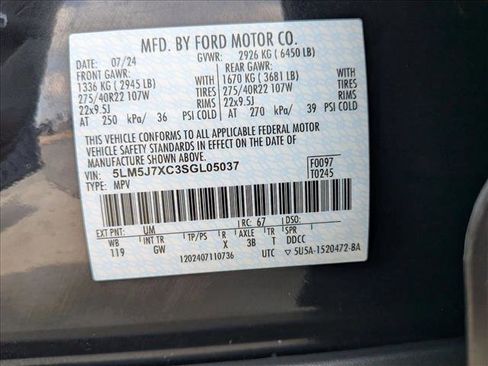 MFD. BY FORD MOTOR CO.
DATE: 07/24 GVWR: 2926 KG (6450 LB)
FRONT GAWR: REAR GAWR:
1336 KG (2945 LB) 1670 KG (3681 LB)
275/40R22 107W TIRES 275/40R22 107W TIRES
22x9.5J RIMS 22x9.5J RIMS
AT 250 kPa/ 36 PSI COLD AT 270 kPa/ 39 PSI COLD
THIS VEHICLE CONFORMS TO ALL APPLICABLE FEDERAL MOTOR
VEHICLE SAFETY STANDARDS IN EFFECT ON THE DATE OF
MANUFACTURE SHOWN ABOVE.
VIN: 5LM5J7XC3SGL05037 F0097
TYPE: MPV T0245
EXT PNT: UM RC: 67 DSO:
WB INT TR TP/PS R AXLE TR SPR
119 GW X 3B T DDCC
1202407110736 UTC ▽ 5U5A-1520472-BA